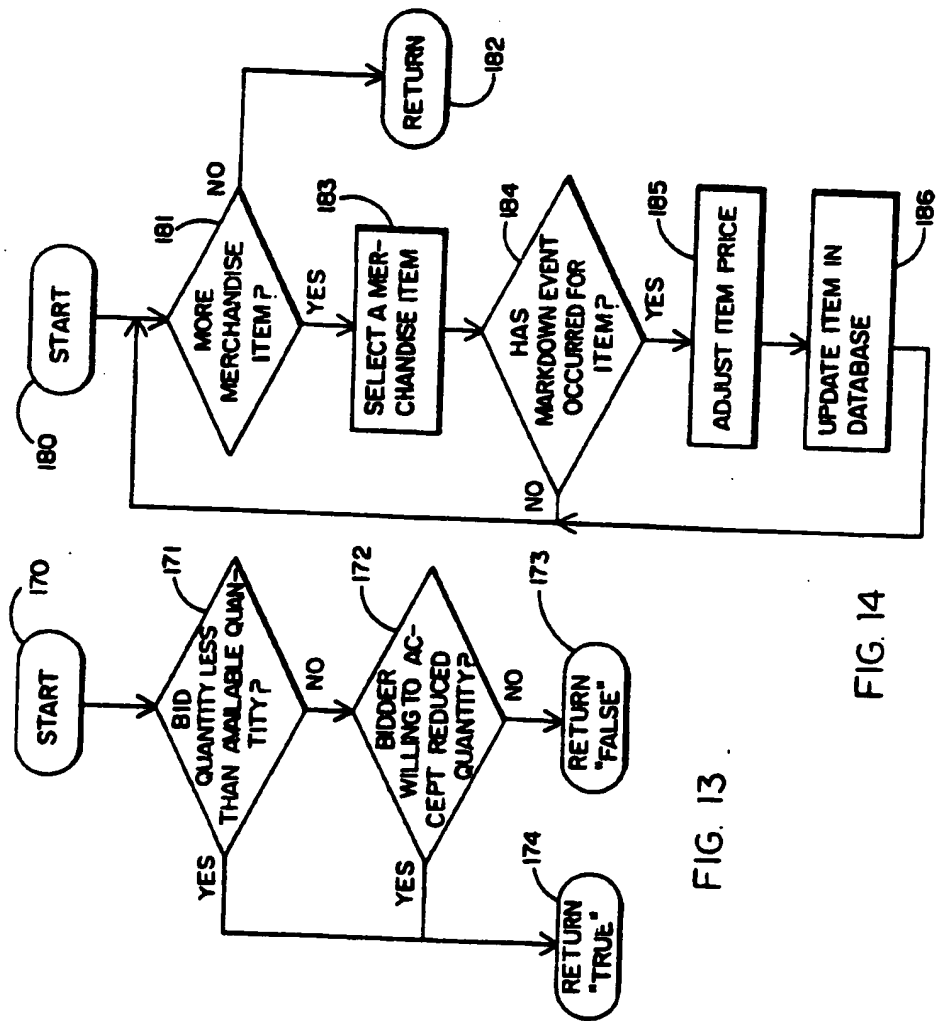 170
START
171
BID
QUANTITY LESS
THAN AVAILABLE QUAN-
TITY?
YES
NO
172
BIDDER
WILLING TO AC-
CEPT REDUCED
QUANTITY?
YES
NO
173
RETURN
"FALSE"
174
RETURN
"TRUE"
FIG. 13
180
START
181
MORE
MERCHANDISE
ITEM?
NO
RETURN
182
YES
183
SELECT A MER-
CHANDISE ITEM
184
HAS
MARKDOWN EVENT
OCCURRED FOR
ITEM?
NO
YES
185
ADJUST ITEM PRICE
UPDATE ITEM IN
DATABASE
186
FIG. 14